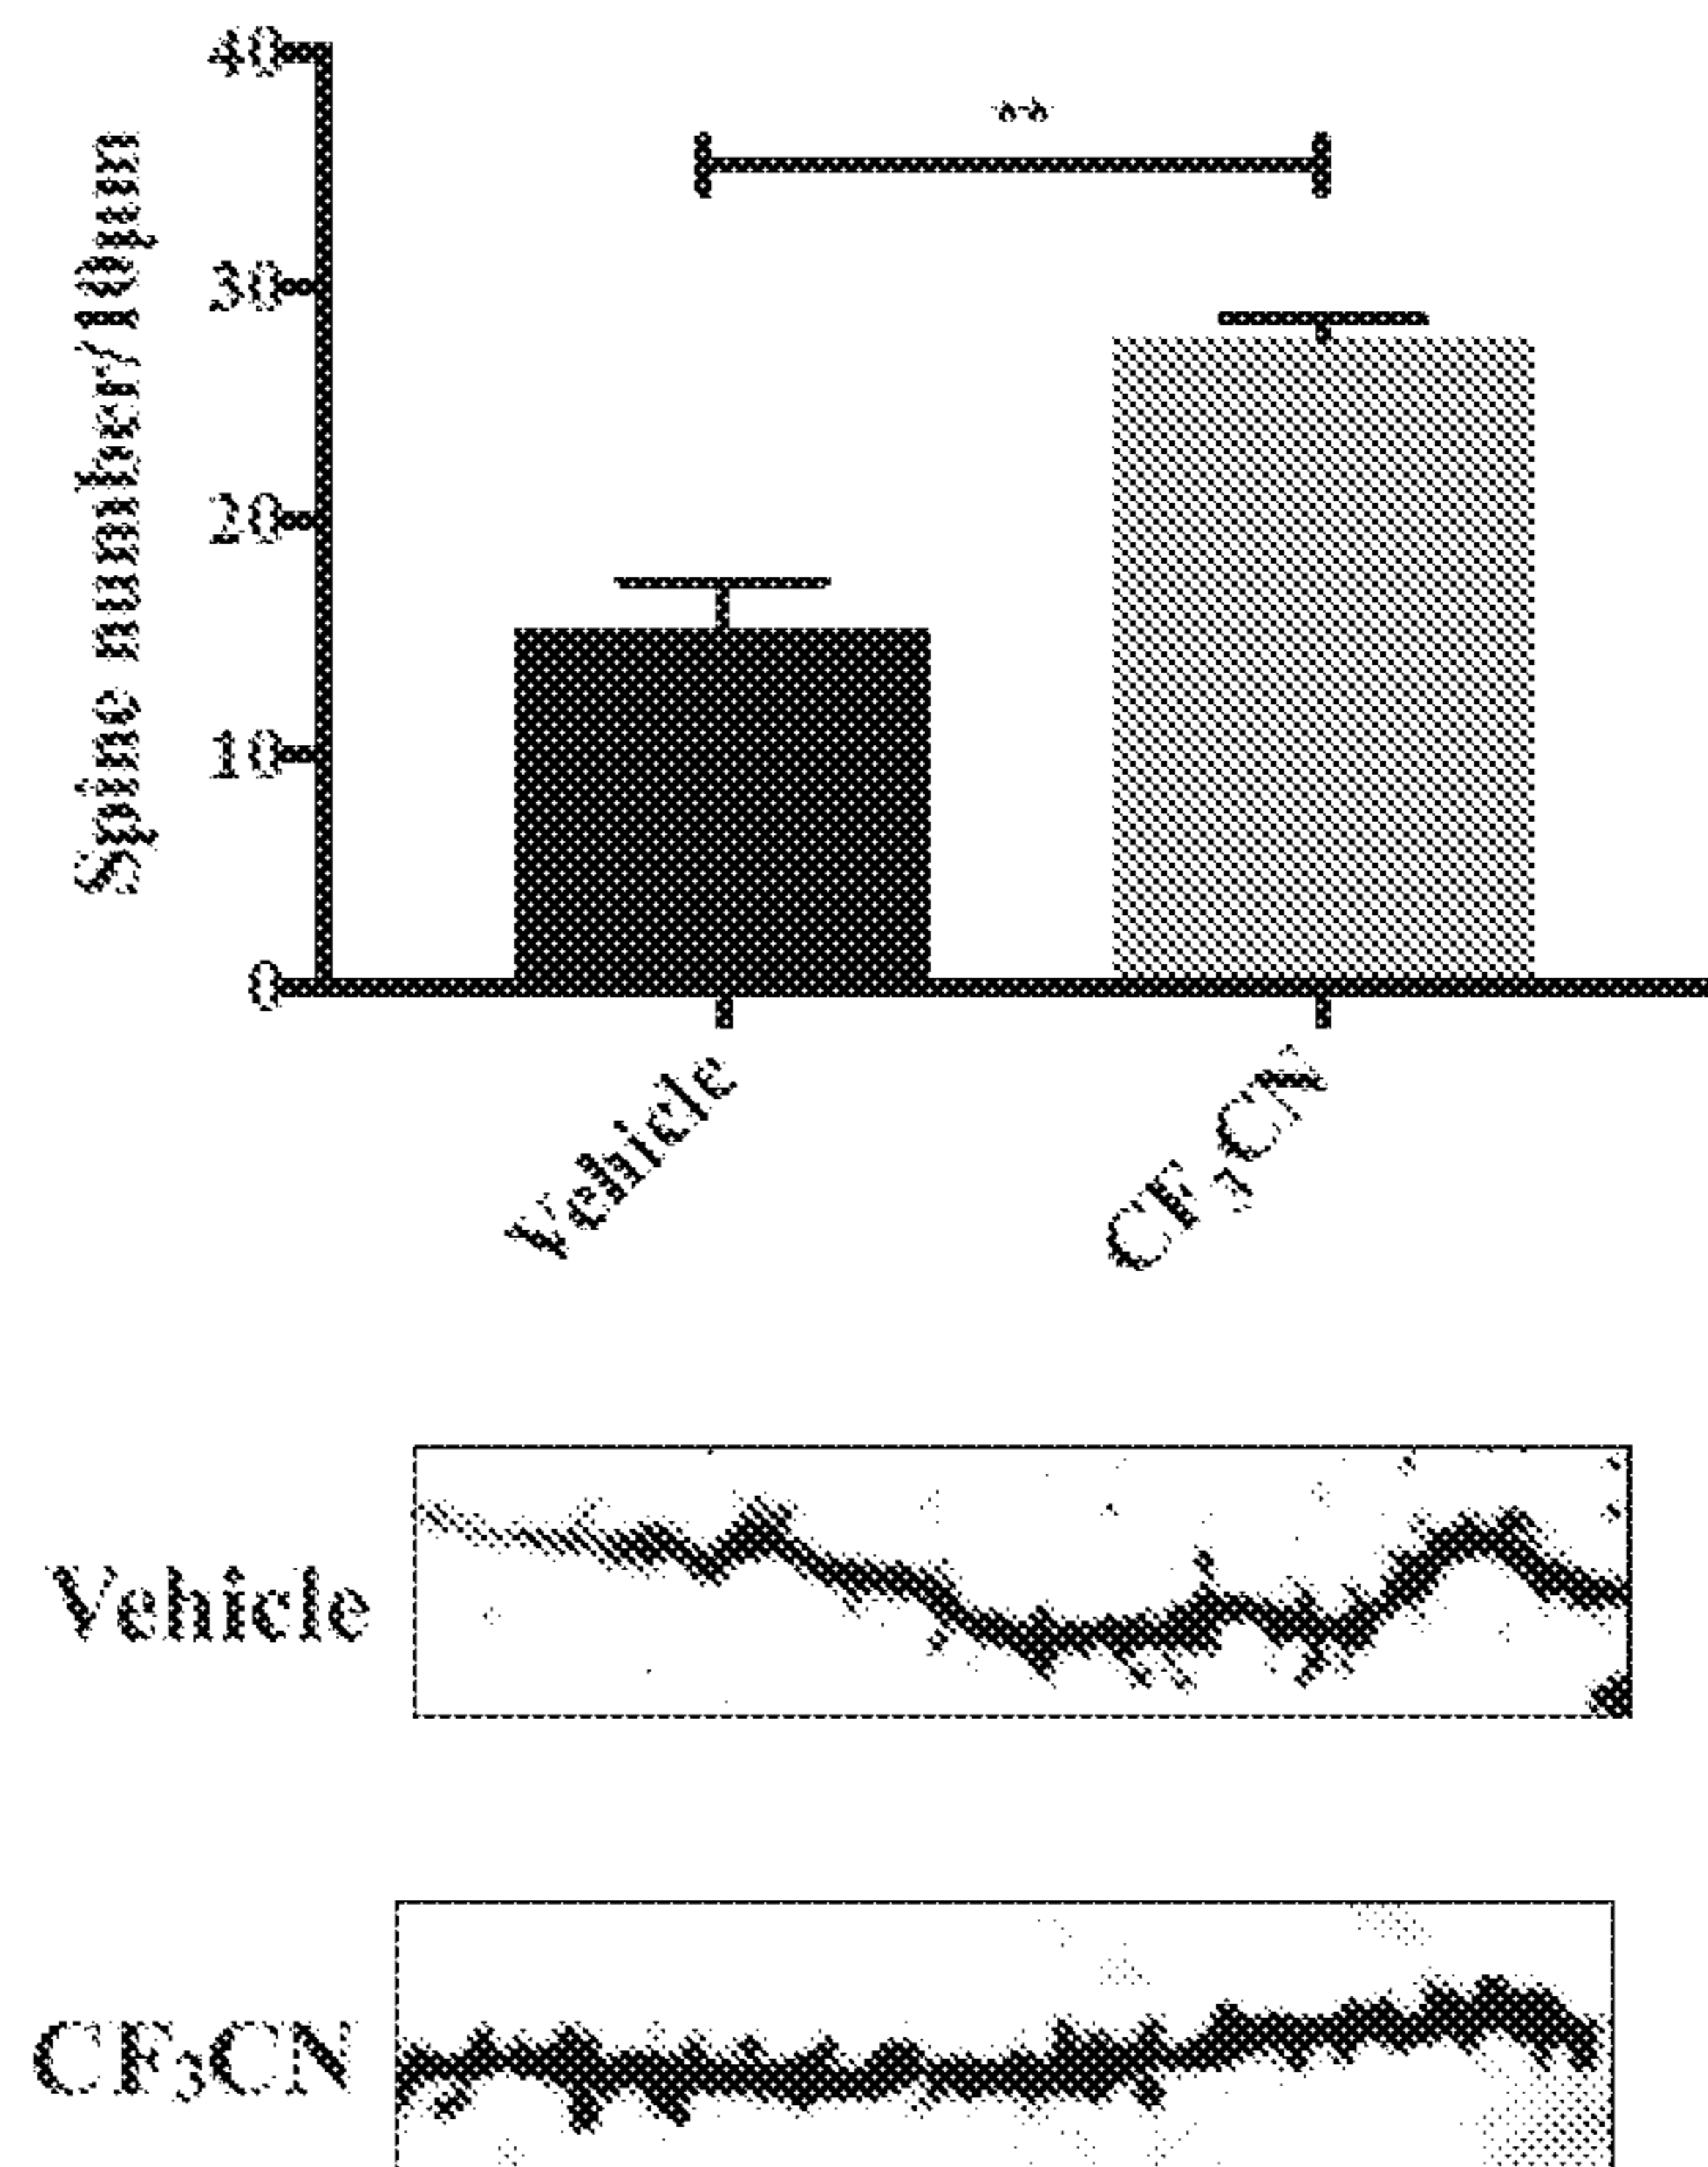 Spine number/10μm
40
30
20
10
0
**
Vehicle
CF₃CN
Vehicle
CF₃CN